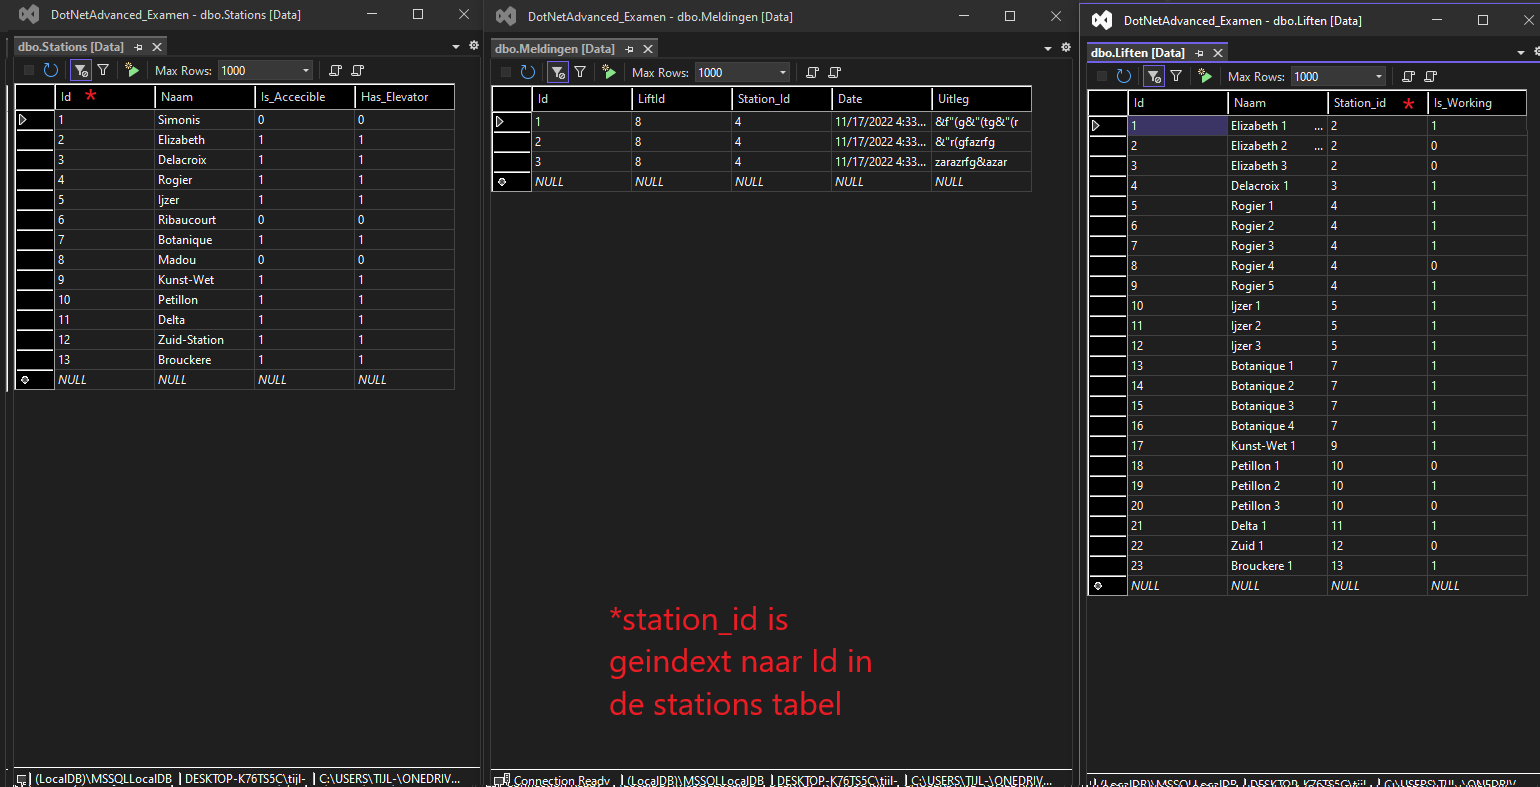 DotNetAdvanced_Examen - dbo.Stations [Data]
dbo.Stations [Data]
Max Rows: 1000
Id * Naam Is_Accecible Has_Elevator
1 Simonis 0 0
2 Elizabeth 1 1
3 Delacroix 1 1
4 Rogier 1 1
5 Ijzer 1 1
6 Ribaucourt 0 0
7 Botanique 1 1
8 Madou 0 0
9 Kunst-Wet 1 1
10 Petillon 1 1
11 Delta 1 1
12 Zuid-Station 1 1
13 Brouckere 1 1
NULL NULL NULL NULL
(LocalDB)\MSSQLLocalDB DESKTOP-K76TS5C\tijl- C:\USERS\TIJL-\ONEDRIV...
DotNetAdvanced_Examen - dbo.Meldingen [Data]
dbo.Meldingen [Data]
Max Rows: 1000
Id LiftId Station_Id Date Uitleg
1 8 4 11/17/2022 4:33... &f"(g&"(tg&"(r
2 8 4 11/17/2022 4:33... &"r(gfazrfg
3 8 4 11/17/2022 4:33... zarazrfg&azar
NULL NULL NULL NULL NULL
*station_id is
geindext naar Id in
de stations tabel
Connection Ready (LocalDB)\MSSQLLocalDB DESKTOP-K76TS5C\tijl- C:\USERS\TIJL-\ONEDRIV...
DotNetAdvanced_Examen - dbo.Liften [Data]
dbo.Liften [Data]
Max Rows: 1000
Id Naam Station_id * Is_Working
1 Elizabeth 1 ... 2 1
2 Elizabeth 2 ... 2 0
3 Elizabeth 3 2 0
4 Delacroix 1 3 1
5 Rogier 1 4 1
6 Rogier 2 4 1
7 Rogier 3 4 1
8 Rogier 4 4 0
9 Rogier 5 4 1
10 Ijzer 1 5 1
11 Ijzer 2 5 1
12 Ijzer 3 5 1
13 Botanique 1 7 1
14 Botanique 2 7 1
15 Botanique 3 7 1
16 Botanique 4 7 1
17 Kunst-Wet 1 9 1
18 Petillon 1 10 0
19 Petillon 2 10 1
20 Petillon 3 10 0
21 Delta 1 11 1
22 Zuid 1 12 0
23 Brouckere 1 13 1
NULL NULL NULL NULL
(LocalDB)\MSSQLLocalDB DESKTOP-K76TS5C\tijl- C:\USERS\TIJL-\ONEDRIV...